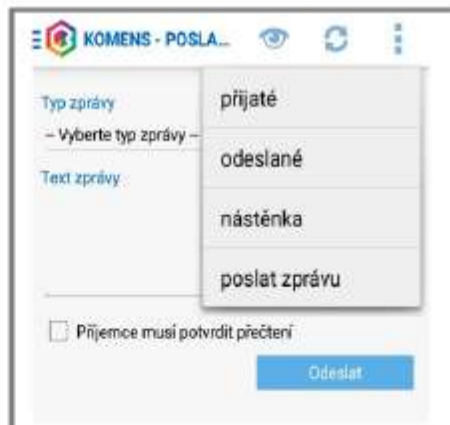 KOMENS - POSLA...
Typ zprávy
-- Vyberte typ zprávy --
Text zprávy
přijaté
odeslané
nástěnka
poslat zprávu
Příjemce musí potvrdit přečtení
Odeslat